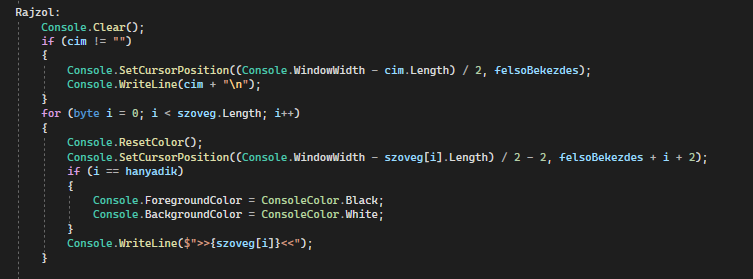 Rajzol:
Console.Clear();
if (cim != "")
{
Console.SetCursorPosition((Console.WindowWidth - cim.Length) / 2, felsoBekezdes);
Console.WriteLine(cim + "\n");
}
for (byte i = 0; i < szoveg.Length; i++)
{
Console.ResetColor();
Console.SetCursorPosition((Console.WindowWidth - szoveg[i].Length) / 2 - 2, felsoBekezdes + i + 2);
if (i == hanyadik)
{
Console.ForegroundColor = ConsoleColor.Black;
Console.BackgroundColor = ConsoleColor.White;
}
Console.WriteLine($">>{szoveg[i]}<<");
}